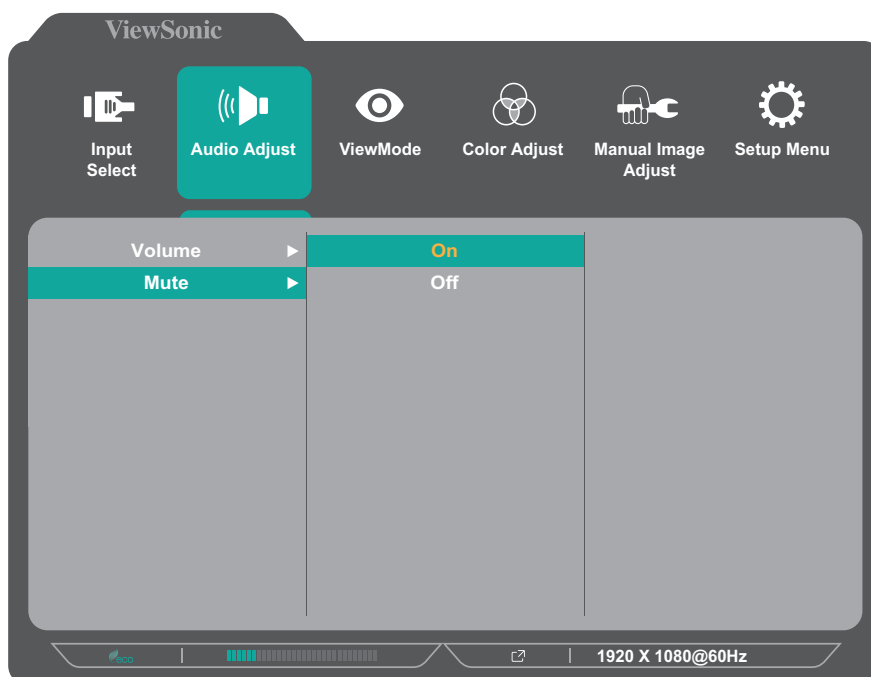 ViewSonic
Input
Select
Audio Adjust
ViewMode
Color Adjust
Manual Image
Adjust
Setup Menu
Volume
On
Mute
Off
eco
1920 X 1080@60Hz